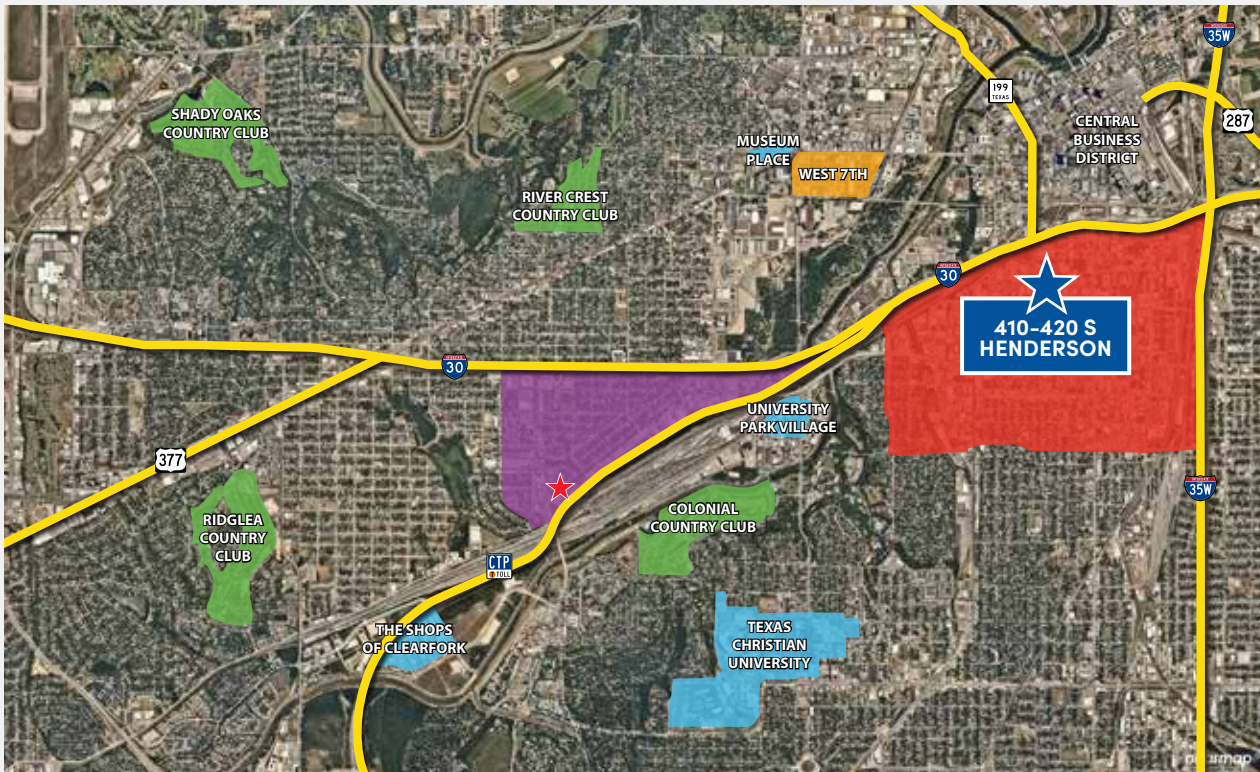 35W
199
TEXAS
287
SHADY OAKS
COUNTRY CLUB
CENTRAL
BUSINESS
DISTRICT
MUSEUM
PLACE
WEST 7TH
RIVER CREST
COUNTRY CLUB
30
410-420 S
HENDERSON
30
UNIVERSITY
PARK VILLAGE
377
35W
RIDGLEA
COUNTRY
CLUB
COLONIAL
COUNTRY CLUB
CTP
TOLL
THE SHOPS
OF CLEARFORK
TEXAS
CHRISTIAN
UNIVERSITY
nearmap